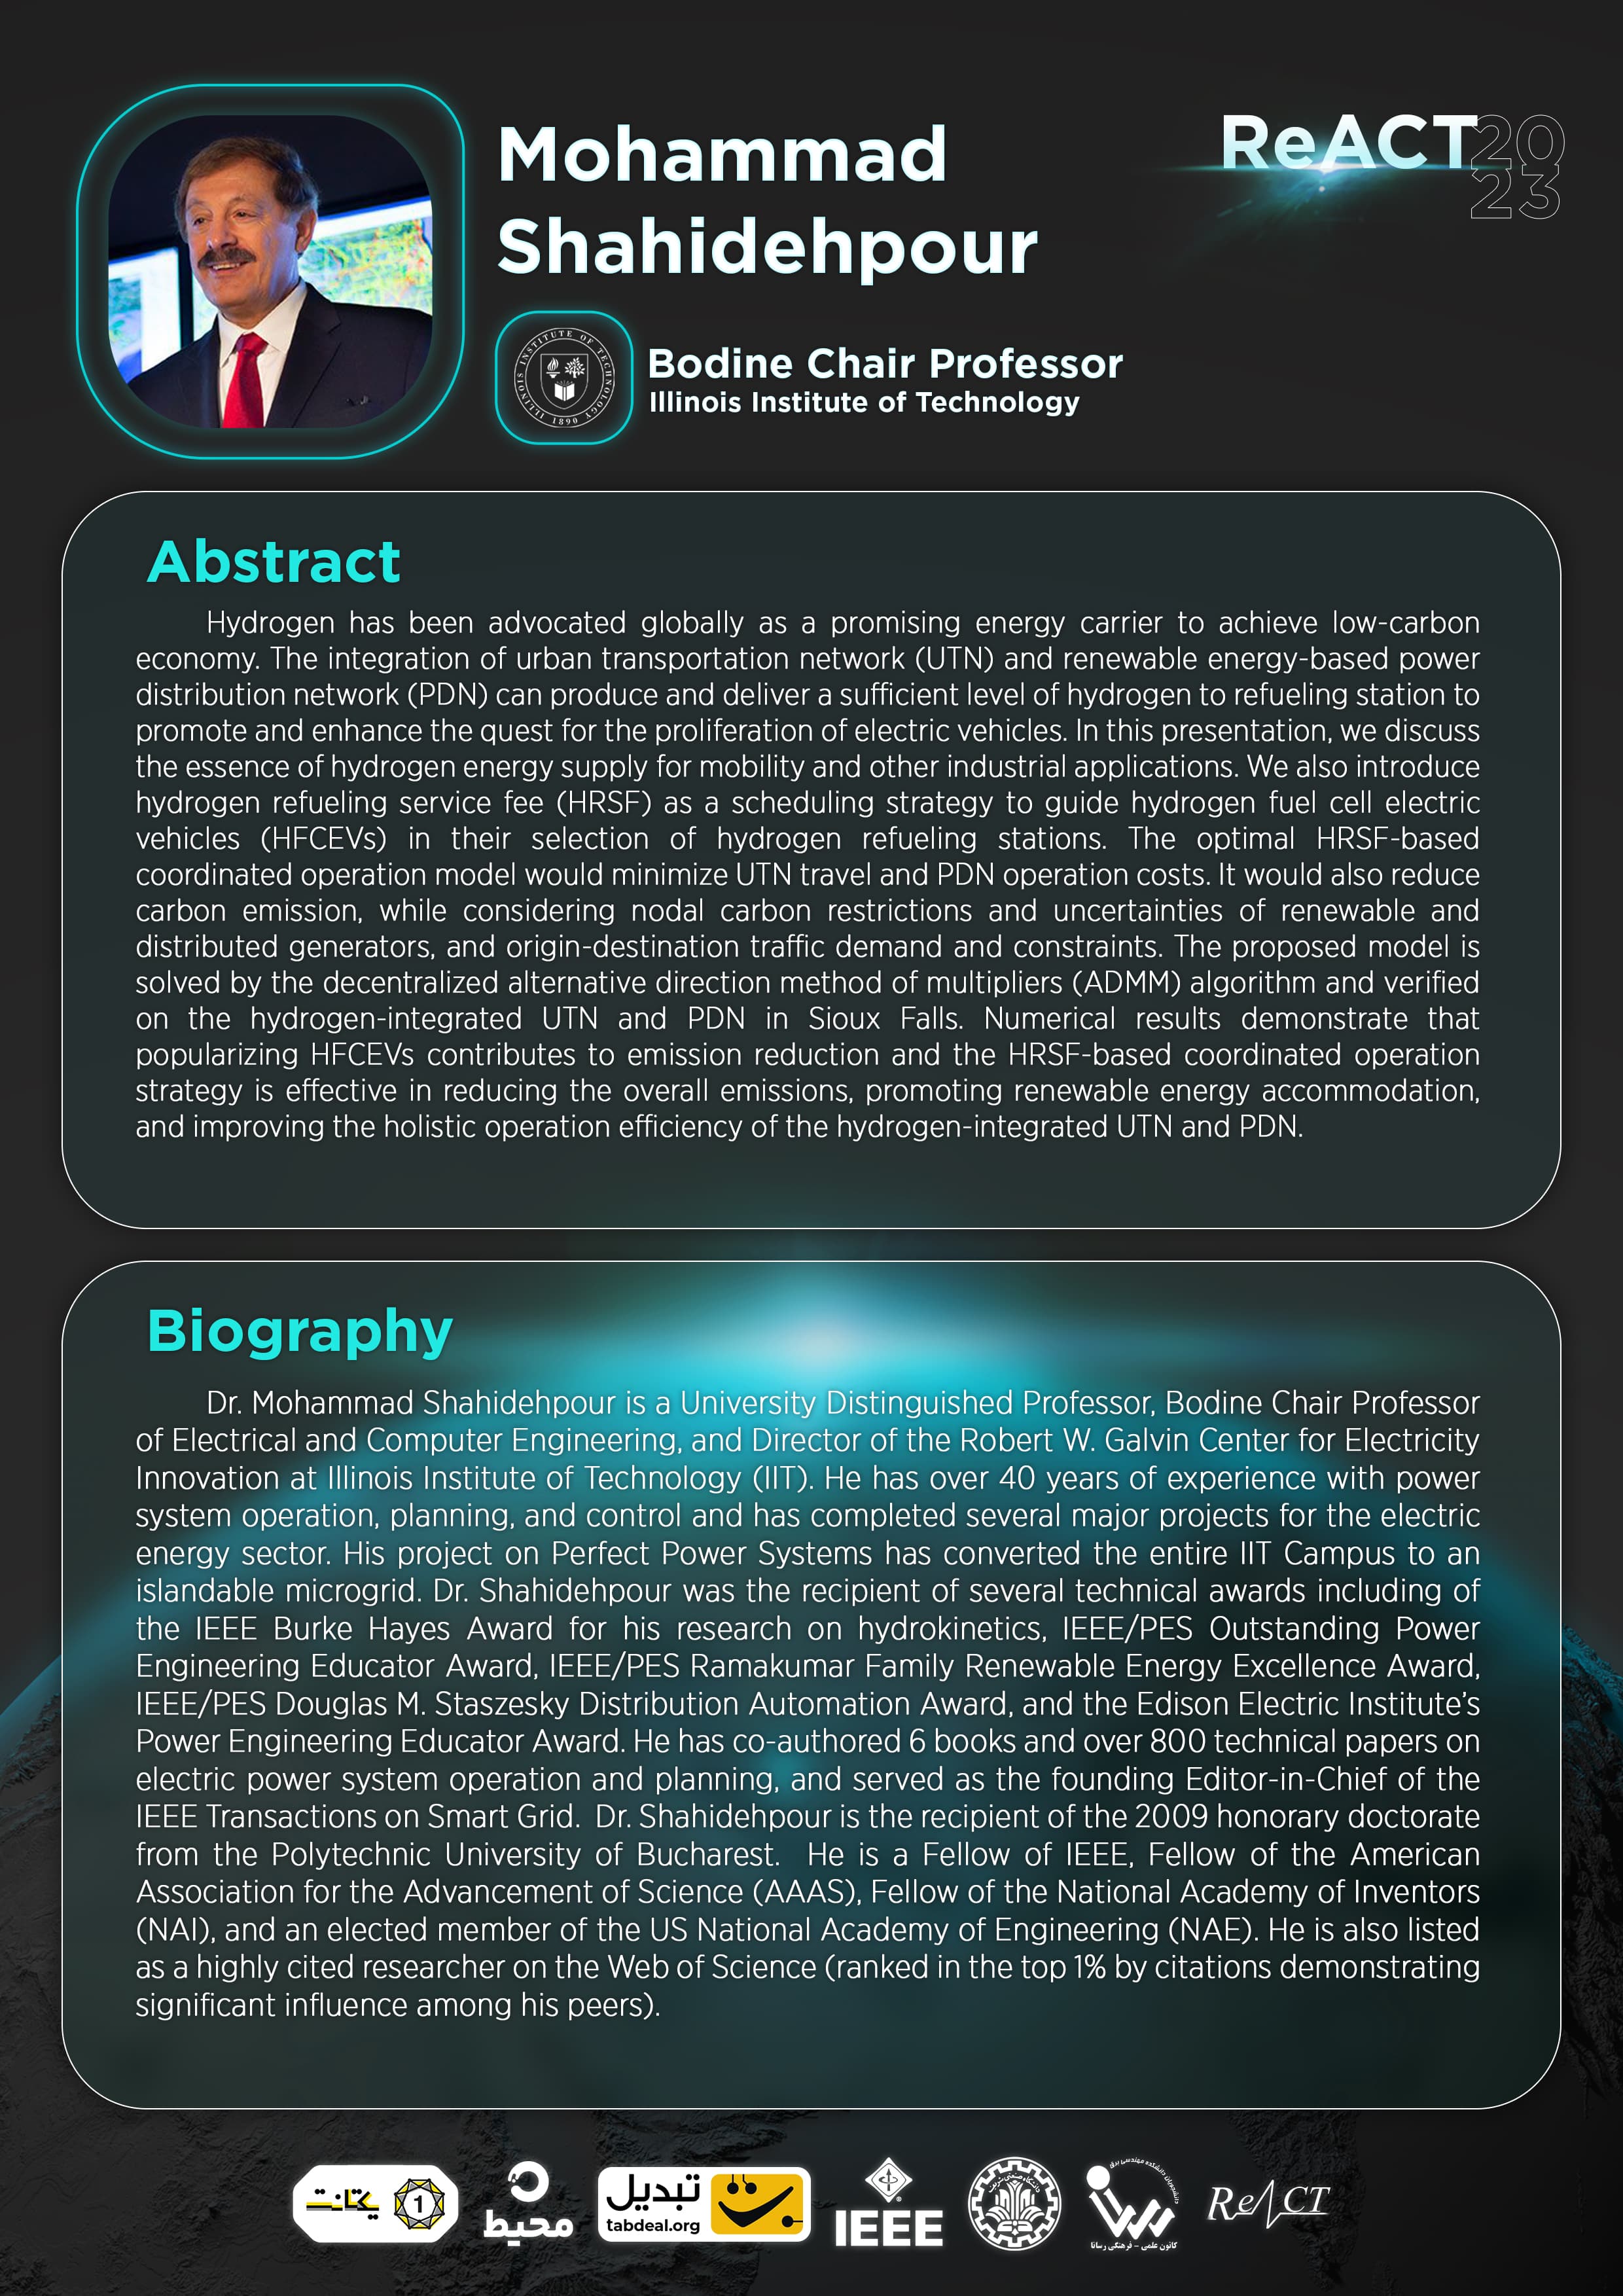 Mohammad
Shahidehpour
ReACT
20
23
ILLINOIS INSTITUTE OF TECHNOLOGY
1890
Bodine Chair Professor
Illinois Institute of Technology
Abstract
Hydrogen has been advocated globally as a promising energy carrier to achieve low-carbon
economy. The integration of urban transportation network (UTN) and renewable energy-based power
distribution network (PDN) can produce and deliver a sufficient level of hydrogen to refueling station to
promote and enhance the quest for the proliferation of electric vehicles. In this presentation, we discuss
the essence of hydrogen energy supply for mobility and other industrial applications. We also introduce
hydrogen refueling service fee (HRSF) as a scheduling strategy to guide hydrogen fuel cell electric
vehicles (HFCEVs) in their selection of hydrogen refueling stations. The optimal HRSF-based
coordinated operation model would minimize UTN travel and PDN operation costs. It would also reduce
carbon emission, while considering nodal carbon restrictions and uncertainties of renewable and
distributed generators, and origin-destination traffic demand and constraints. The proposed model is
solved by the decentralized alternative direction method of multipliers (ADMM) algorithm and verified
on the hydrogen-integrated UTN and PDN in Sioux Falls. Numerical results demonstrate that
popularizing HFCEVs contributes to emission reduction and the HRSF-based coordinated operation
strategy is effective in reducing the overall emissions, promoting renewable energy accommodation,
and improving the holistic operation efficiency of the hydrogen-integrated UTN and PDN.
Biography
Dr. Mohammad Shahidehpour is a University Distinguished Professor, Bodine Chair Professor
of Electrical and Computer Engineering, and Director of the Robert W. Galvin Center for Electricity
Innovation at Illinois Institute of Technology (IIT). He has over 40 years of experience with power
system operation, planning, and control and has completed several major projects for the electric
energy sector. His project on Perfect Power Systems has converted the entire IIT Campus to an
islandable microgrid. Dr. Shahidehpour was the recipient of several technical awards including of
the IEEE Burke Hayes Award for his research on hydrokinetics, IEEE/PES Outstanding Power
Engineering Educator Award, IEEE/PES Ramakumar Family Renewable Energy Excellence Award,
IEEE/PES Douglas M. Staszesky Distribution Automation Award, and the Edison Electric Institute’s
Power Engineering Educator Award. He has co-authored 6 books and over 800 technical papers on
electric power system operation and planning, and served as the founding Editor-in-Chief of the
IEEE Transactions on Smart Grid. Dr. Shahidehpour is the recipient of the 2009 honorary doctorate
from the Polytechnic University of Bucharest. He is a Fellow of IEEE, Fellow of the American
Association for the Advancement of Science (AAAS), Fellow of the National Academy of Inventors
(NAI), and an elected member of the US National Academy of Engineering (NAE). He is also listed
as a highly cited researcher on the Web of Science (ranked in the top 1% by citations demonstrating
significant influence among his peers).
یکتانت
1
محیط
تبدیل
tabdeal.org
IEEE
دانشگاه صنعتی شریف
دانشجویان دانشکده مهندسی برق
کانون علمی - فرهنگی رسانا
ReACT